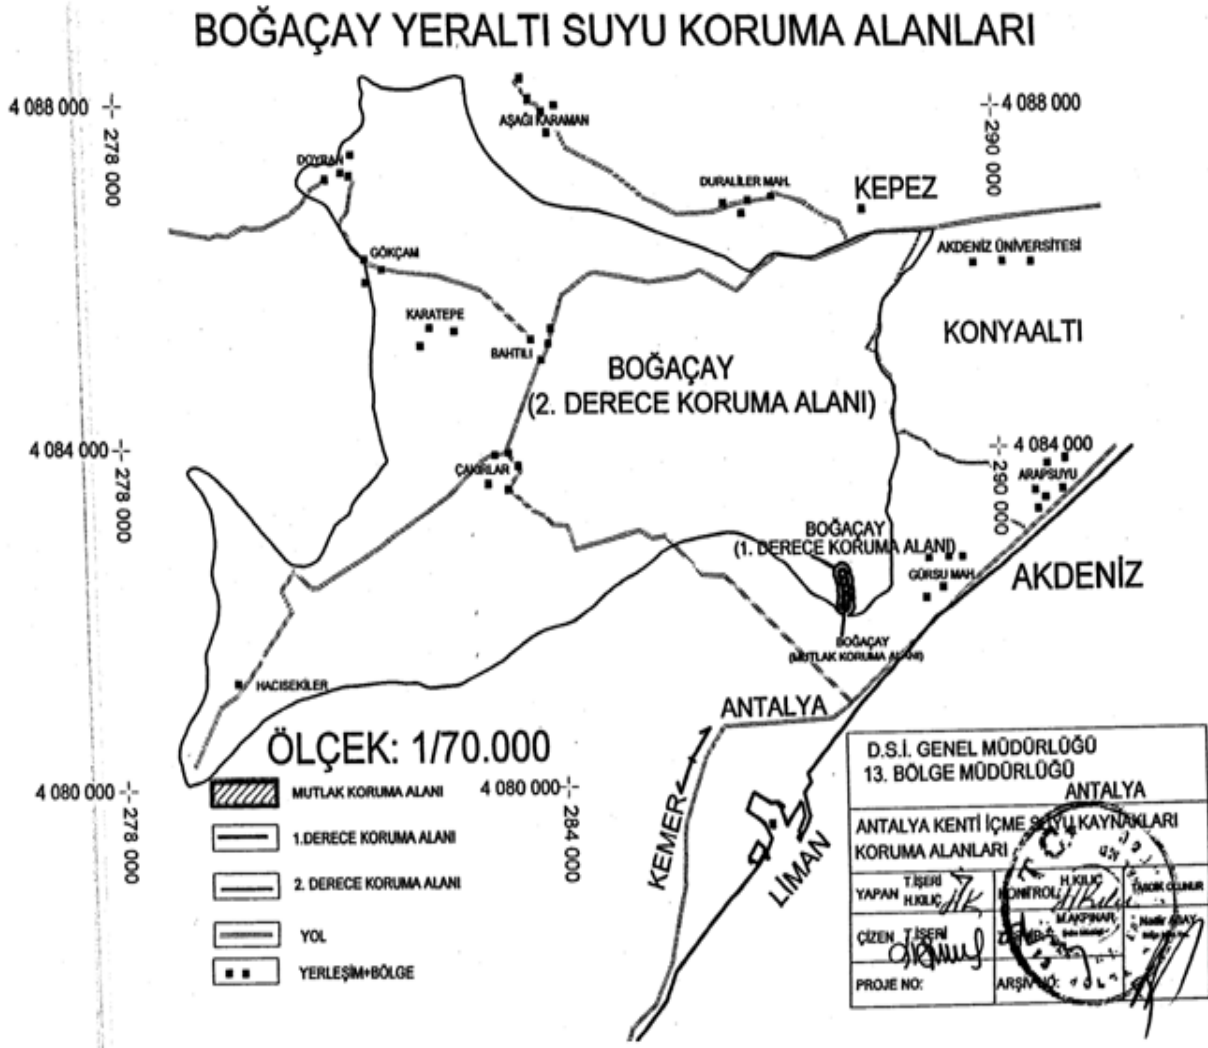 BOĞAÇAY YERALTI SUYU KORUMA ALANLARI
4 088 000
278 000
4 088 000
290 000
AŞAĞI KARAMAN
DOYRAN
DURALİLER MAH.
KEPEZ
AKDENİZ ÜNİVERSİTESİ
GÖKÇAM
KARATEPE
BAHTILI
KONYAALTI
BOĞAÇAY
(2. DERECE KORUMA ALANI)
4 084 000
278 000
4 084 000
290 000
ÇAKIRLAR
ARAPSUYU
BOĞAÇAY
(1. DERECE KORUMA ALANI)
GÜRSU MAH.
AKDENİZ
BOĞAÇAY
(MUTLAK KORUMA ALANI)
HACISEKİLER
ANTALYA
KEMER
LİMAN
4 080 000
278 000
4 080 000
284 000
ÖLÇEK: 1/70.000
MUTLAK KORUMA ALANI
1.DERECE KORUMA ALANI
2. DERECE KORUMA ALANI
YOL
YERLEŞİM+BÖLGE
D.S.İ. GENEL MÜDÜRLÜĞÜ
13. BÖLGE MÜDÜRLÜĞÜ
ANTALYA
ANTALYA KENTİ İÇME SUYU KAYNAKLARI
KORUMA ALANLARI
YAPAN
T.İŞERİ
H.KILIÇ
KONTROL
H.KILIÇ
TASDİK OLUNUR
ÇİZEN
T.İŞERİ
M.AKPINAR
PROJE NO:
ARŞİV NO:
T.C.